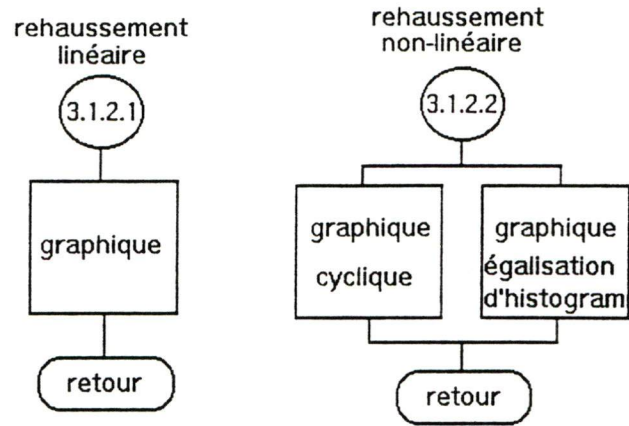 rehaussement
linéaire
3.1.2.1
graphique
retour
rehaussement
non-linéaire
3.1.2.2
graphique
cyclique
graphique
égalisation
d'histogram
retour